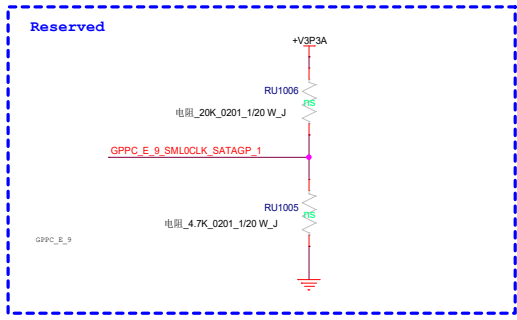 Reserved
+V3P3A
RU1006
ns
电阻_20K_0201_1/20 W_J
GPPC_E_9_SML0CLK_SATAGP_1
RU1005
ns
电阻_4.7K_0201_1/20 W_J
GPPC_E_9